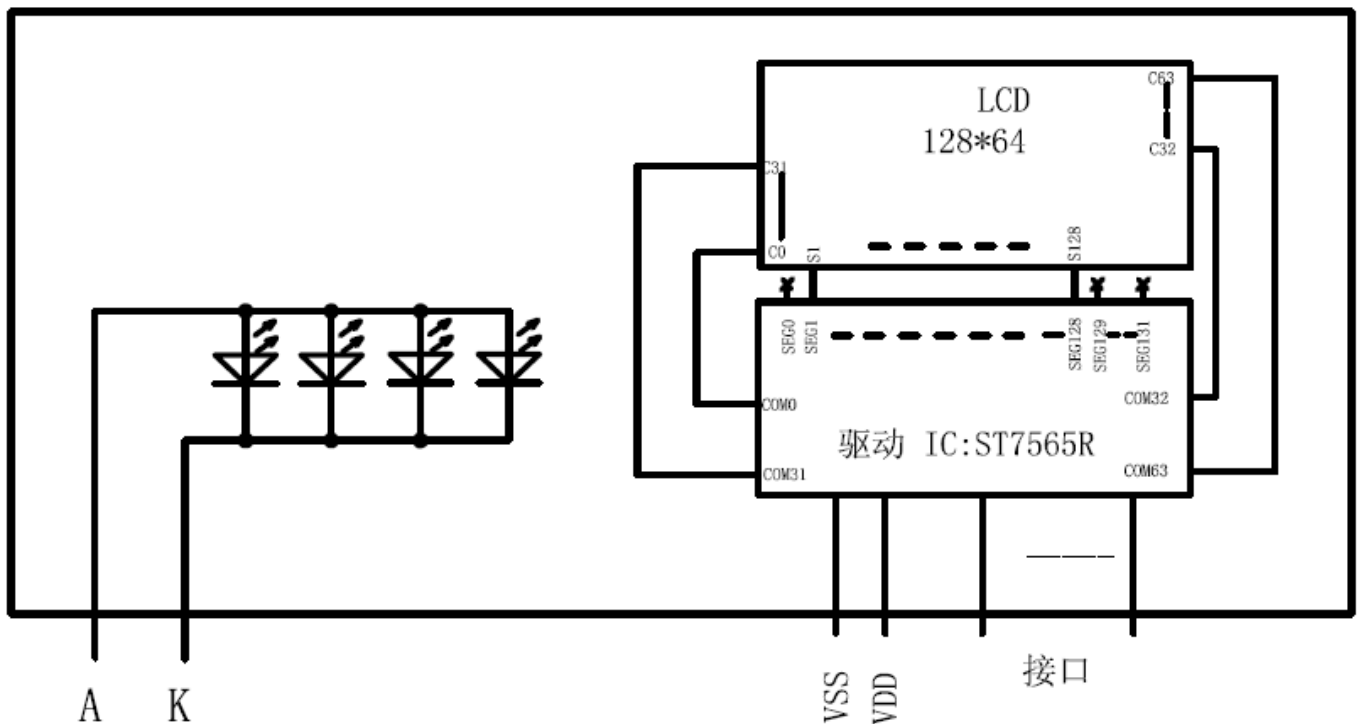 LCD
128*64
C63
C32
C31
C0
S1
S128
SEG0
SEG1
SEG128
SEG129
SEG131
COM0
COM32
驱动 IC:ST7565R
COM31
COM63
A
K
VSS
VDD
接口